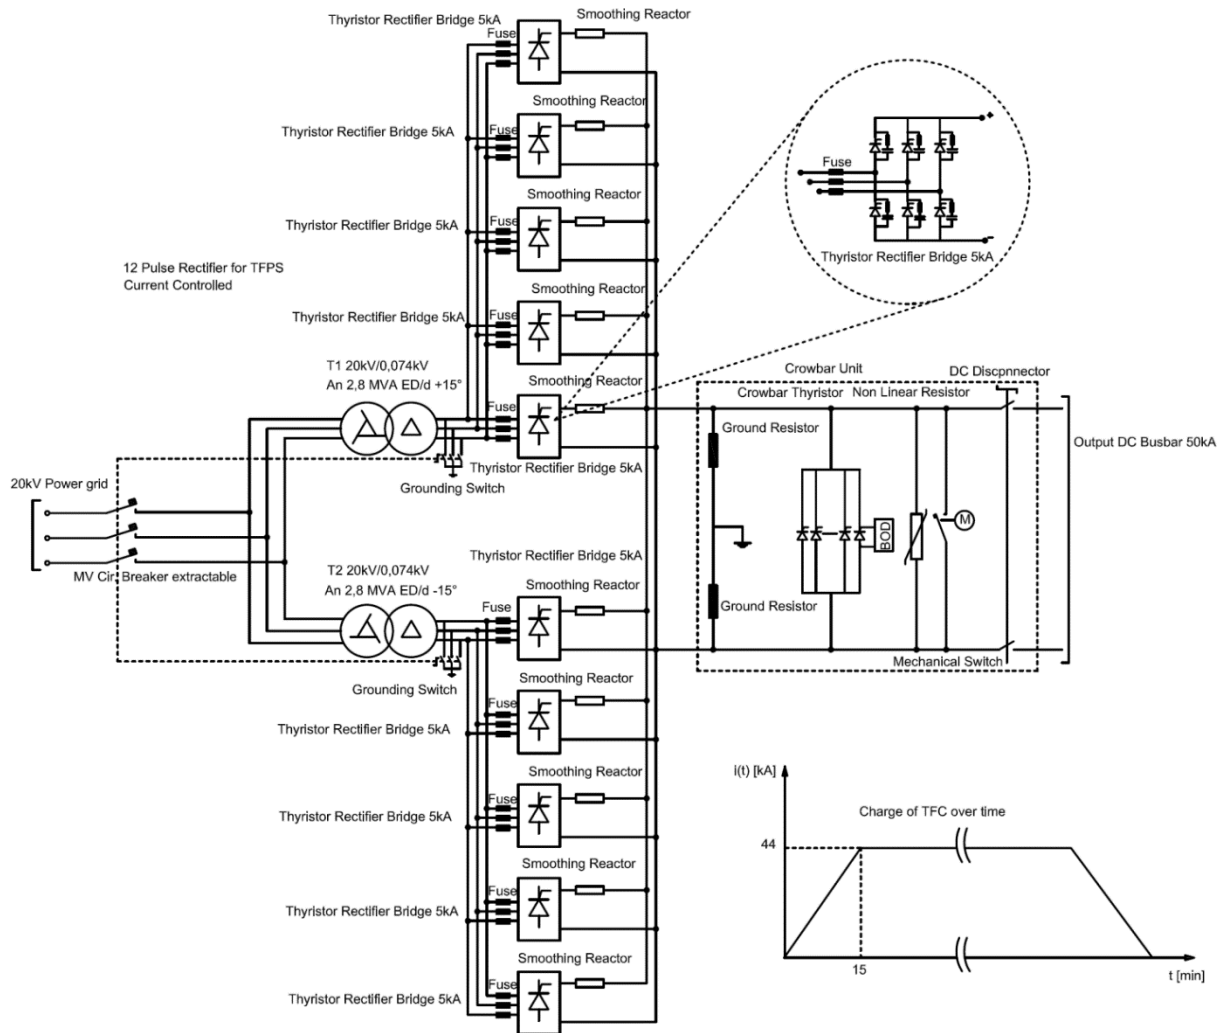 Thyristor Rectifier Bridge 5kA
Smoothing Reactor
Fuse
Smoothing Reactor
Thyristor Rectifier Bridge 5kA
Fuse
Smoothing Reactor
Thyristor Rectifier Bridge 5kA
Fuse
12 Pulse Rectifier for TFPS
Current Controlled
Smoothing Reactor
Thyristor Rectifier Bridge 5kA
Fuse
T1 20kV/0,074kV
An 2,8 MVA ED/d +15°
Smoothing Reactor
Fuse
Thyristor Rectifier Bridge 5kA
Grounding Switch
+
Fuse
-
Thyristor Rectifier Bridge 5kA
Crowbar Unit
DC Discpnnector
Crowbar Thyristor
Non Linear Resistor
Ground Resistor
Output DC Busbar 50kA
BOD
M
Ground Resistor
Mechanical Switch
20kV Power grid
MV Cir. Breaker extractable
T2 20kV/0,074kV
An 2,8 MVA ED/d -15°
Thyristor Rectifier Bridge 5kA
Smoothing Reactor
Fuse
Grounding Switch
Smoothing Reactor
Fuse
Thyristor Rectifier Bridge 5kA
Smoothing Reactor
Fuse
Thyristor Rectifier Bridge 5kA
Smoothing Reactor
Fuse
Thyristor Rectifier Bridge 5kA
Smoothing Reactor
Fuse
Thyristor Rectifier Bridge 5kA
i(t) [kA]
Charge of TFC over time
44
15
t [min]